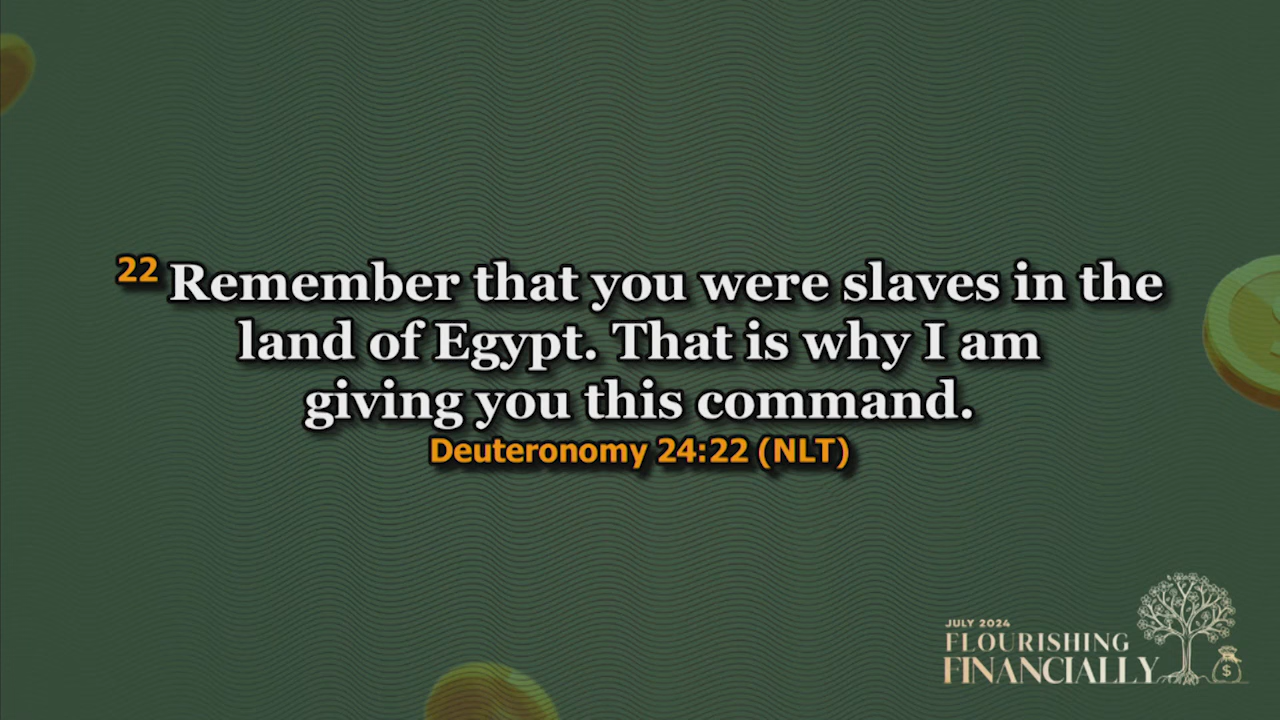 22 Remember that you were slaves in the
land of Egypt. That is why I am
giving you this command.
Deuteronomy 24:22 (NLT)
JULY 2024
FLOURISHING
FINANCIALLY
$